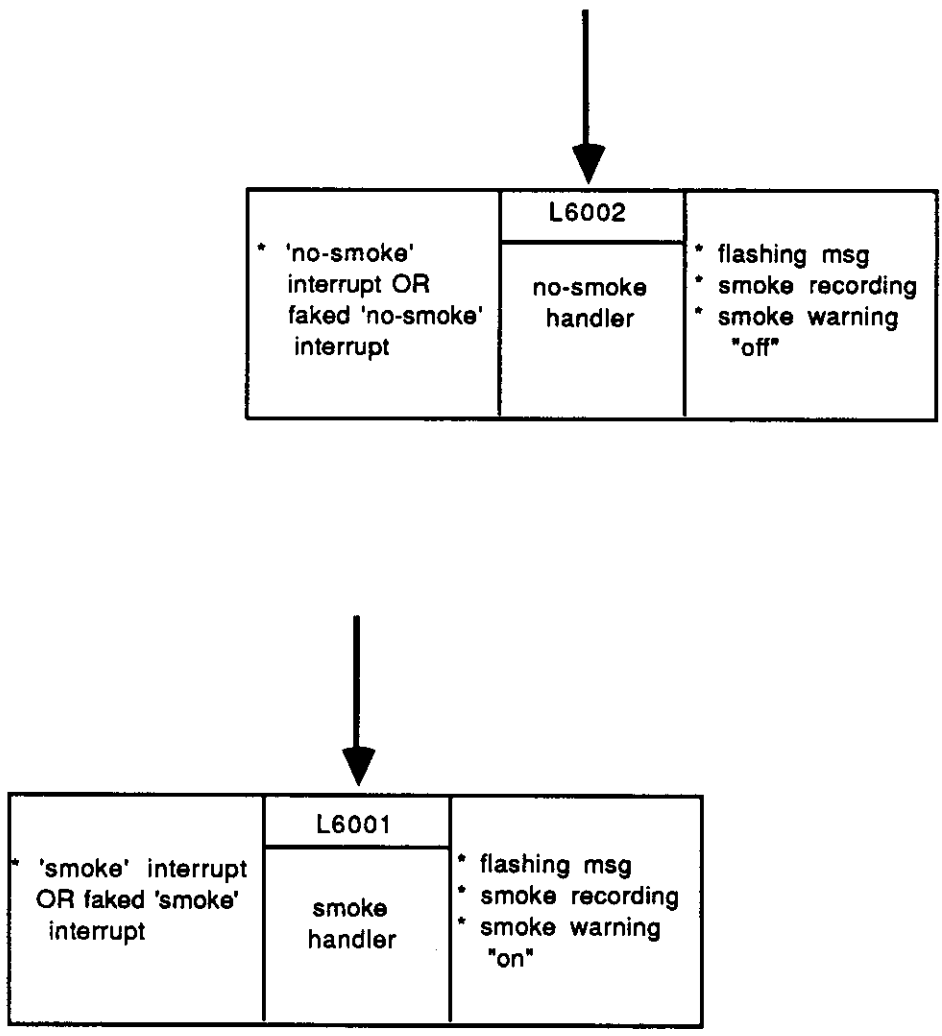 * 'no-smoke'
interrupt OR
faked 'no-smoke'
interrupt
L6002
no-smoke
handler
* flashing msg
* smoke recording
* smoke warning
"off"
* 'smoke' interrupt
OR faked 'smoke'
interrupt
L6001
smoke
handler
* flashing msg
* smoke recording
* smoke warning
"on"